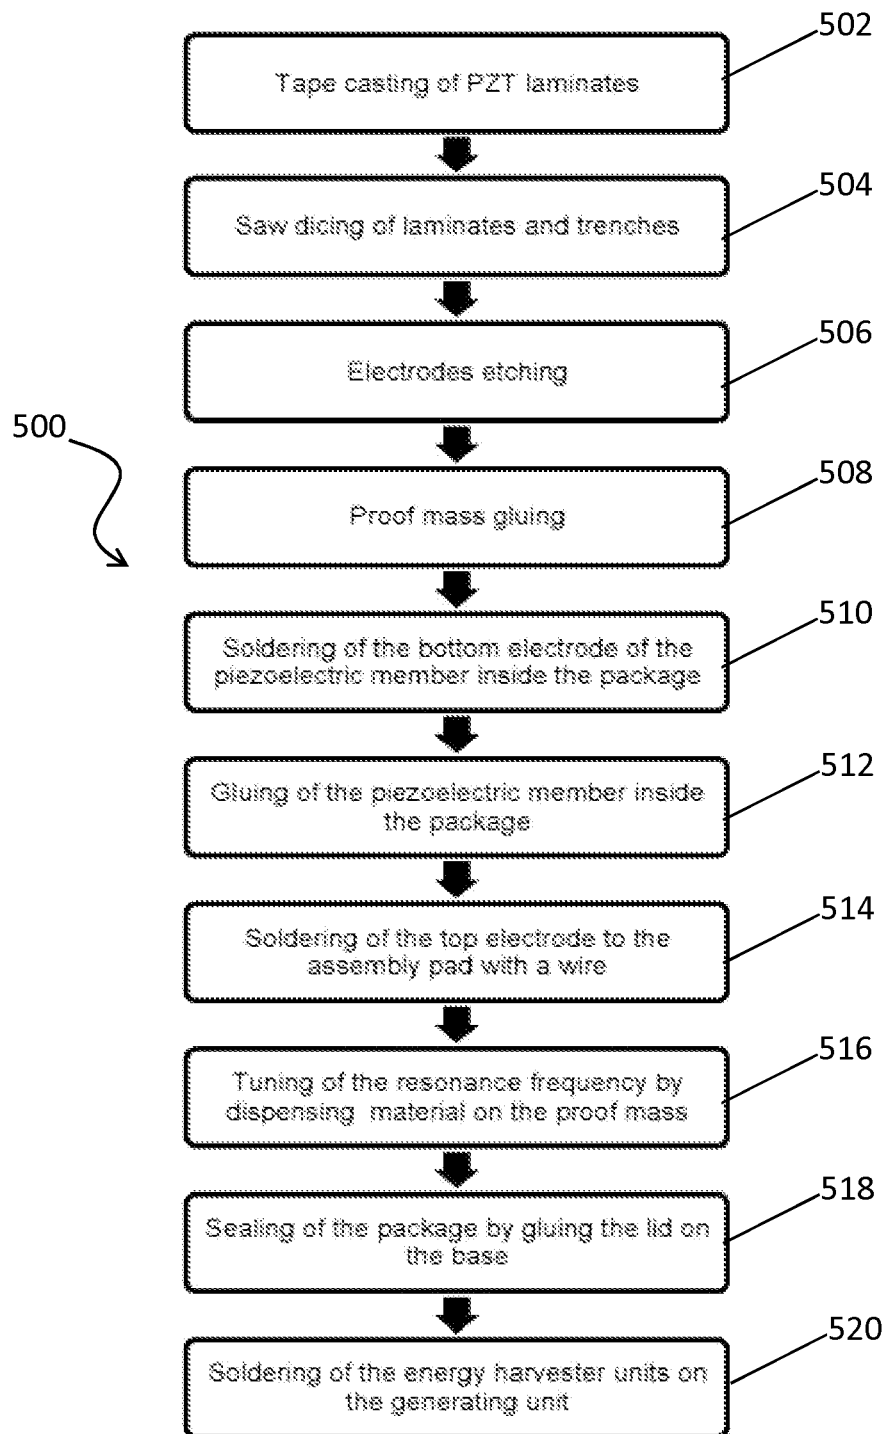 502
Tape casting of PZT laminates
504
Saw dicing of laminates and trenches
506
Electrodes etching
500
508
Proof mass gluing
510
Soldering of the bottom electrode of the
piezoelectric member inside the package
512
Gluing of the piezoelectric member inside
the package
514
Soldering of the top electrode to the
assembly pad with a wire
516
Tuning of the resonance frequency by
dispensing material on the proof mass
518
Sealing of the package by gluing the lid on
the base
520
Soldering of the energy harvester units on
the generating unit